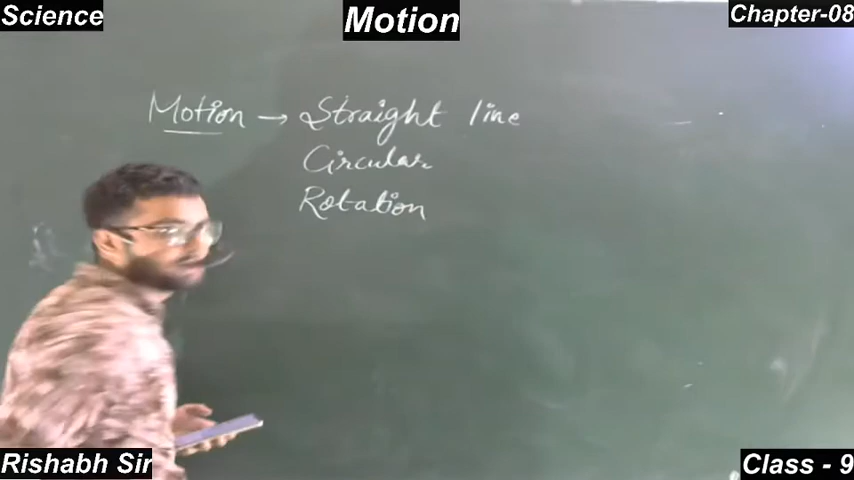 Science
Motion
Chapter-08
Motion → Straight line
Circular
Rotation
Rishabh Sir
Class - 9